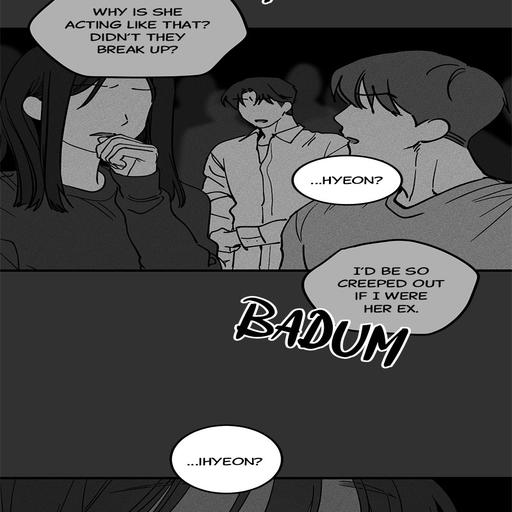 WHY IS SHE
ACTING LIKE THAT?
DIDN'T THEY
BREAK UP?
...HYEON?
I'D BE SO
CREEPED OUT
IF I WERE
HER EX.
BADUM
...IHYEON?